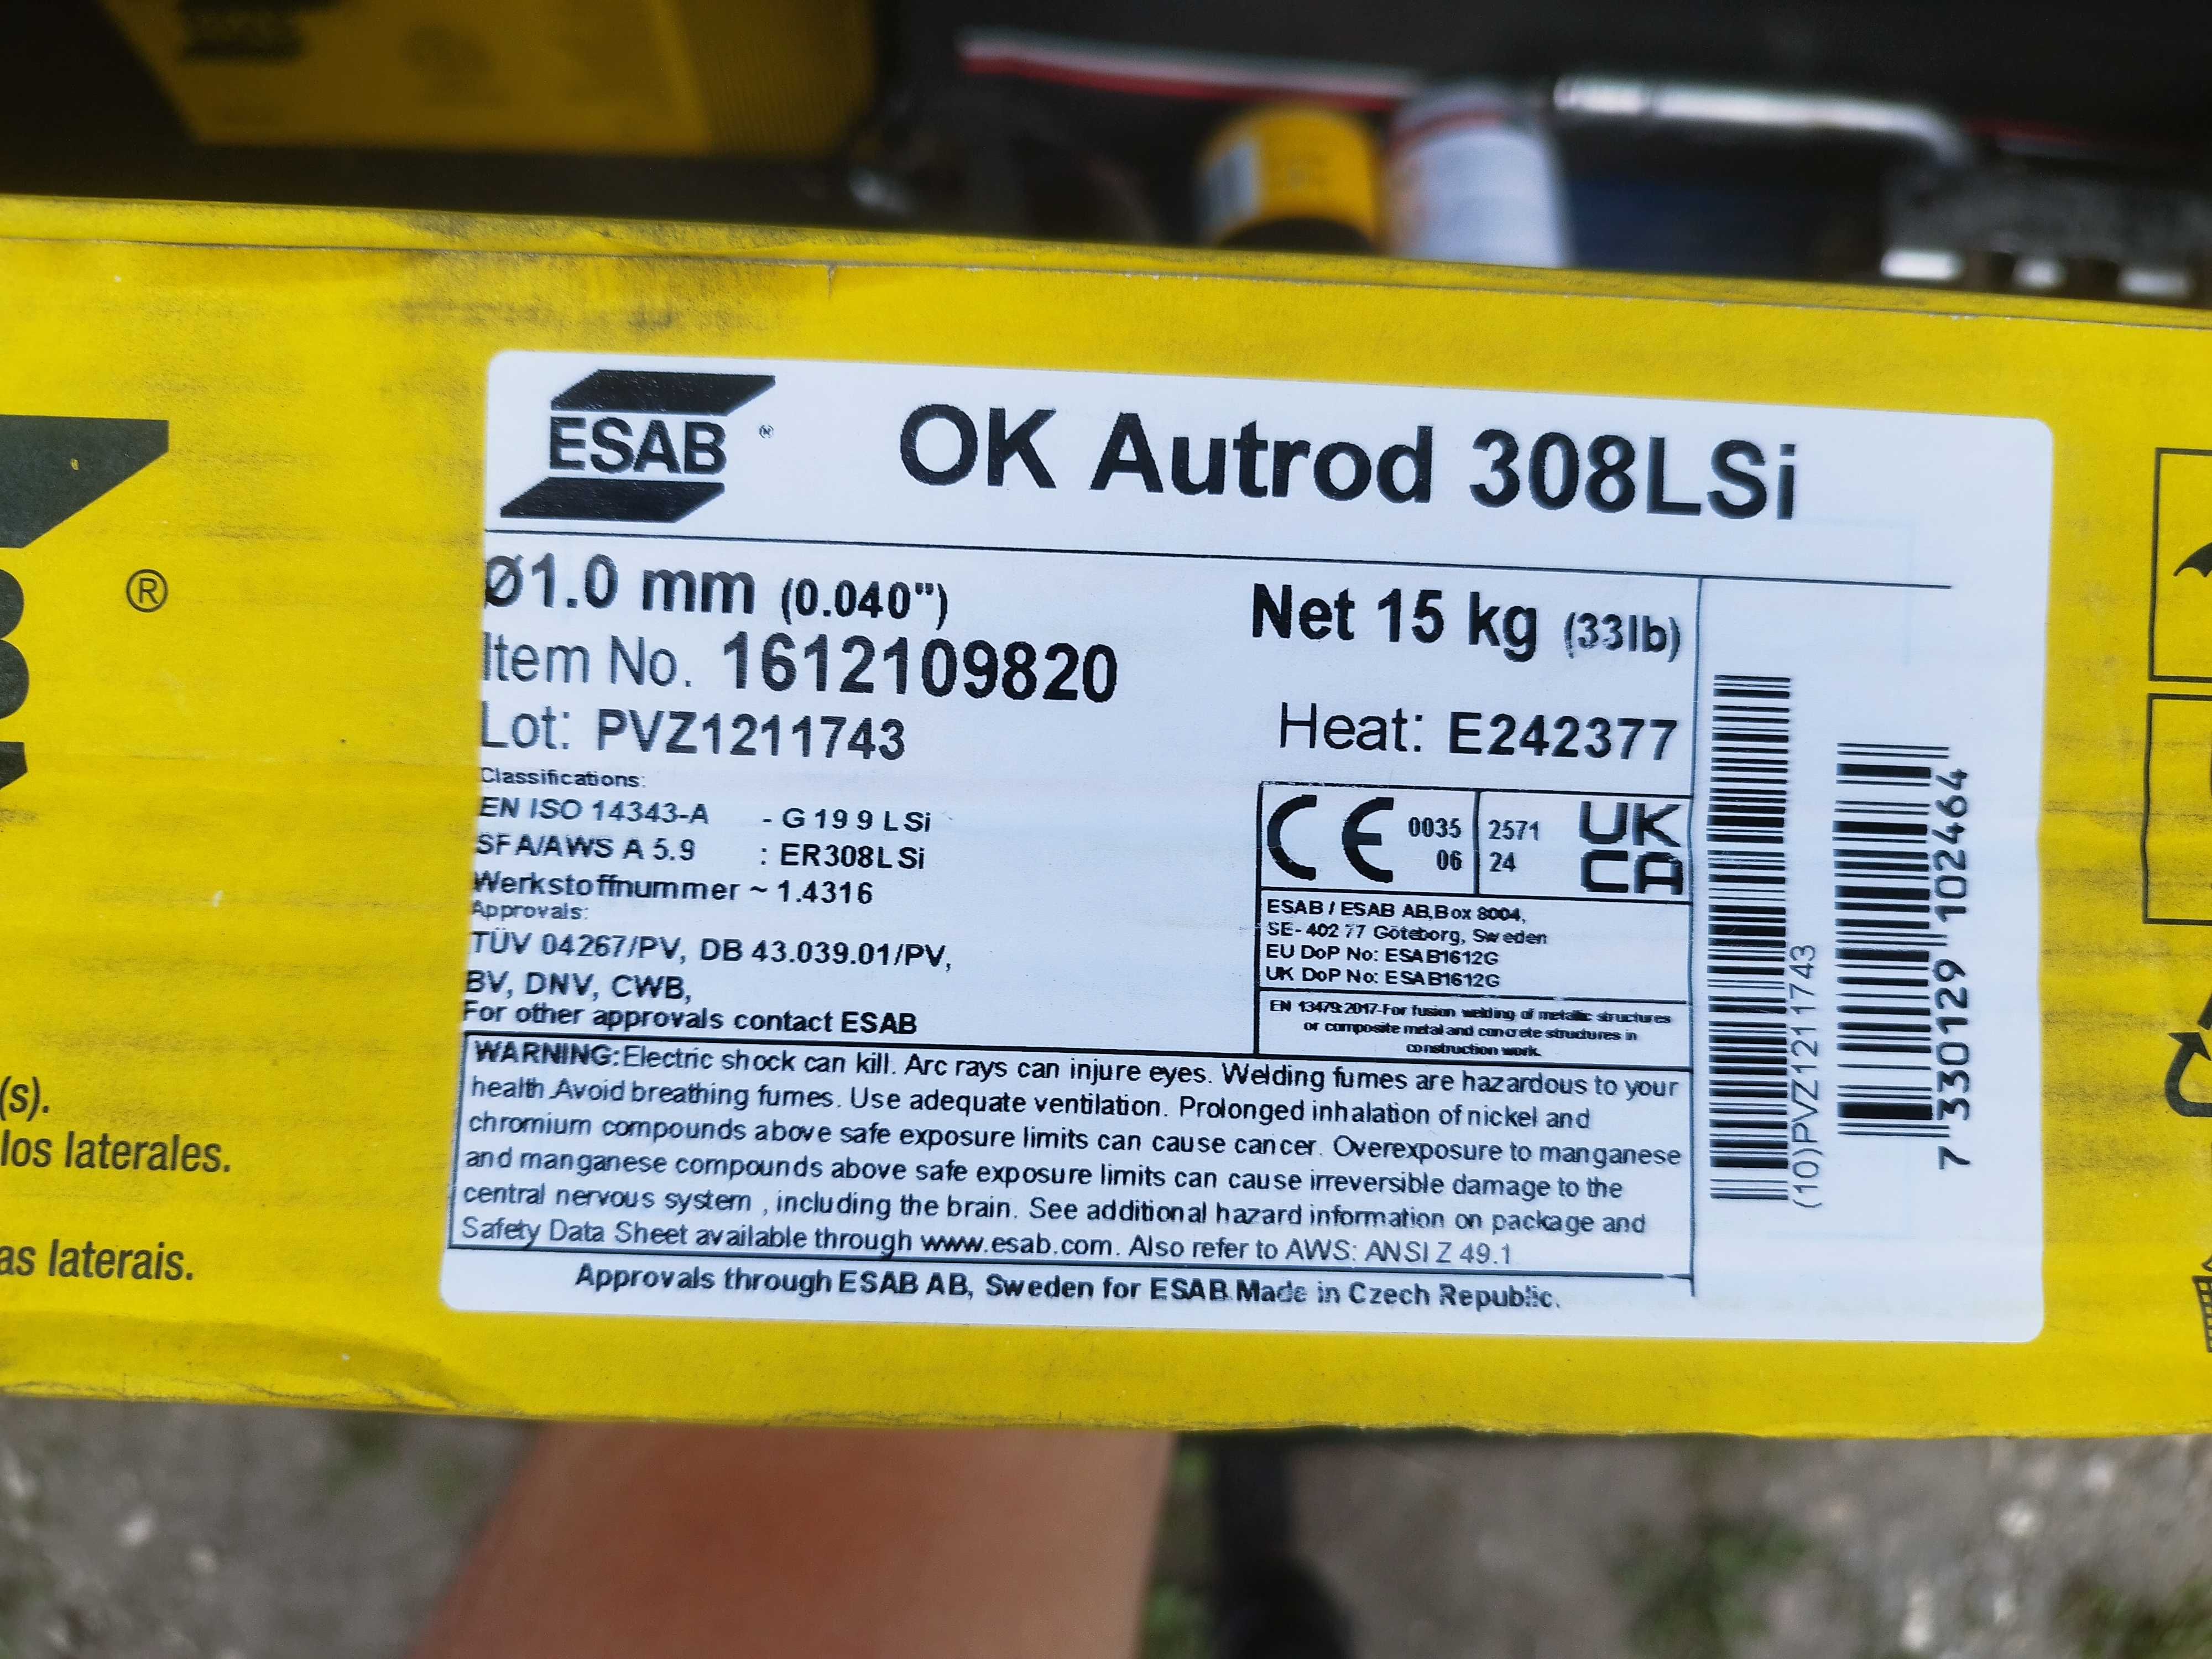 ESAB ®
OK Autrod 308LSi
Ø1.0 mm (0.040")
Net 15 kg (33lb)
Item No. 1612109820
Lot: PVZ1211743
Heat: E242377
Classifications:
EN ISO 14343-A - G 19 9 L Si
SFA/AWS A 5.9 : ER308LSi
Werkstoffnummer ~ 1.4316
Approvals:
TÜV 04267/PV, DB 43.039.01/PV,
BV, DNV, CWB,
For other approvals contact ESAB
CE 0035 06
2571 24 UK CA
ESAB / ESAB AB,Box 8004,
SE-402 77 Göteborg, Sweden
EU DoP No: ESAB1612G
UK DoP No: ESAB1612G
EN 13479:2017-For fusion welding of metallic structures
or composite metal and concrete structures in
construction work.
WARNING:Electric shock can kill. Arc rays can injure eyes. Welding fumes are hazardous to your
health.Avoid breathing fumes. Use adequate ventilation. Prolonged inhalation of nickel and
chromium compounds above safe exposure limits can cause cancer. Overexposure to manganese
and manganese compounds above safe exposure limits can cause irreversible damage to the
central nervous system , including the brain. See additional hazard information on package and
Safety Data Sheet available through www.esab.com. Also refer to AWS: ANSI Z 49.1
Approvals through ESAB AB, Sweden for ESAB.Made in Czech Republic.
(10)PVZ1211743
7 330129 102464
®
(s).
los laterales.
as laterais.